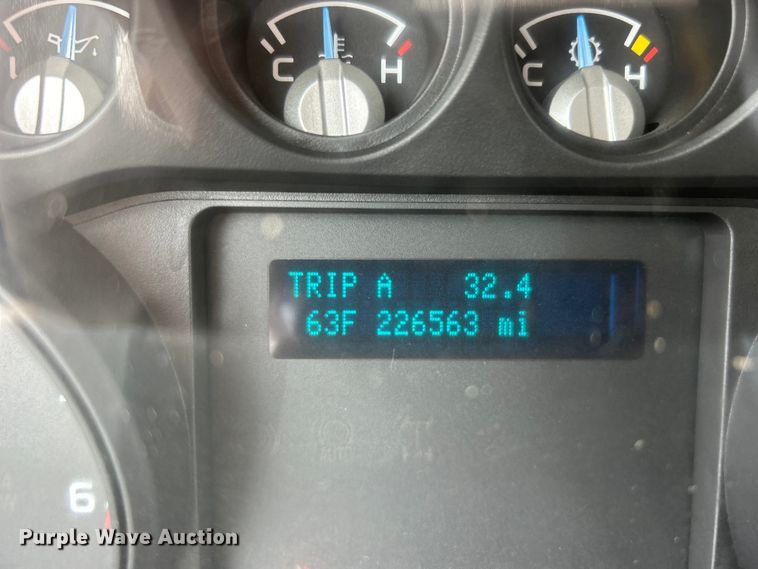 C H
C H
TRIP A 32.4
63F 226563 mi
6
Purple Wave Auction